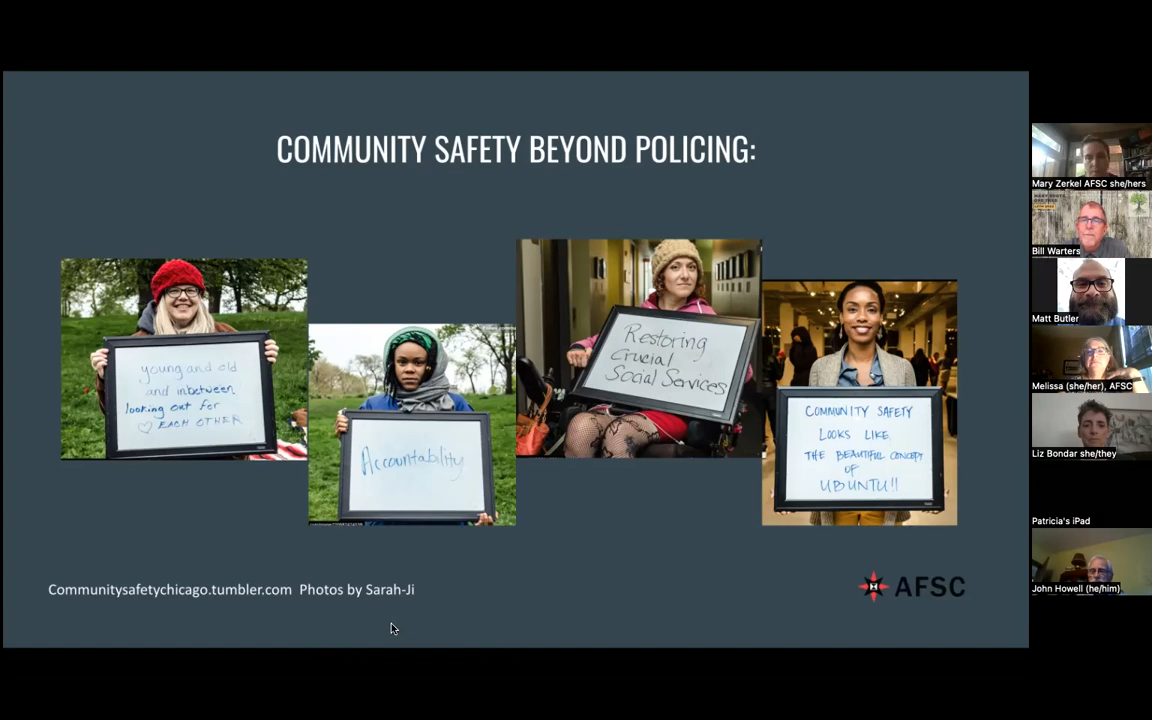 COMMUNITY SAFETY BEYOND POLICING:
young and old
and inbetween
looking out for
EACH OTHER
Accountability
Restoring
Crucial
Social Services
COMMUNITY SAFETY
LOOKS LIKE
THE BEAUTIFUL CONCEPT
OF
UBUNTU!!
Communitysafetychicago.tumbler.com Photos by Sarah-Ji
AFSC
Mary Zerkel AFSC she/hers
Bill Warters
Matt Butler
Melissa (she/her), AFSC
Liz Bondar she/they
Patricia's iPad
John Howell (he/him)